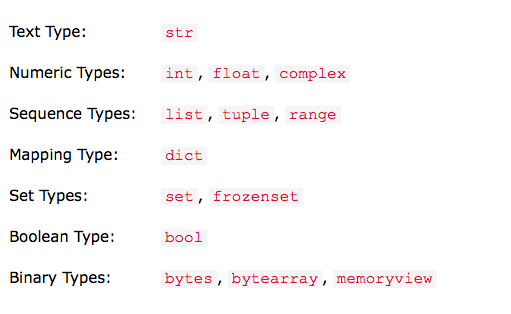 Text Type: str
Numeric Types: int, float, complex
Sequence Types: list, tuple, range
Mapping Type: dict
Set Types: set, frozenset
Boolean Type: bool
Binary Types: bytes, bytearray, memoryview